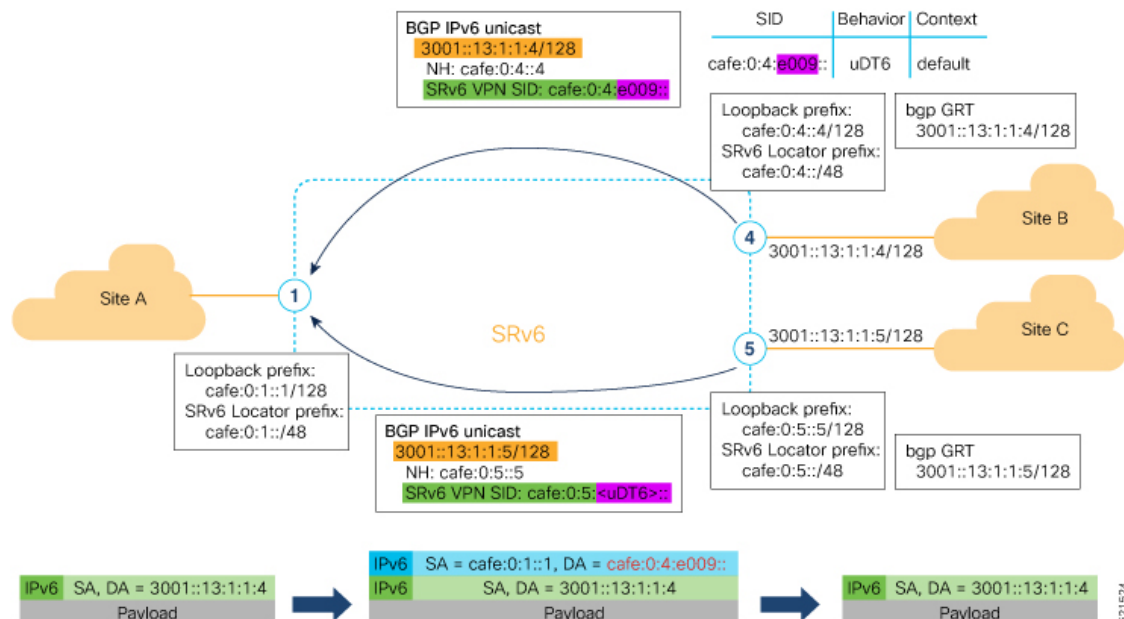 BGP IPv6 unicast
3001::13:1:1:4/128
NH: cafe:0:4::4
SRv6 VPN SID: cafe:0:4:e009::
SID Behavior Context
cafe:0:4:e009:: uDT6 default
Loopback prefix:
cafe:0:4::4/128
SRv6 Locator prefix:
cafe:0:4::/48
bgp GRT
3001::13:1:1:4/128
Site A
1
SRv6
4
3001::13:1:1:4/128
Site B
5
3001::13:1:1:5/128
Site C
Loopback prefix:
cafe:0:1::1/128
SRv6 Locator prefix:
cafe:0:1::/48
BGP IPv6 unicast
3001::13:1:1:5/128
NH: cafe:0:5::5
SRv6 VPN SID: cafe:0:5:<uDT6>::
Loopback prefix:
cafe:0:5::5/128
SRv6 Locator prefix:
cafe:0:5::/48
bgp GRT
3001::13:1:1:5/128
IPv6 SA, DA = 3001::13:1:1:4
Payload
IPv6 SA = cafe:0:1::1, DA = cafe:0:4:e009::
IPv6 SA, DA = 3001::13:1:1:4
Payload
IPv6 SA, DA = 3001::13:1:1:4
Payload